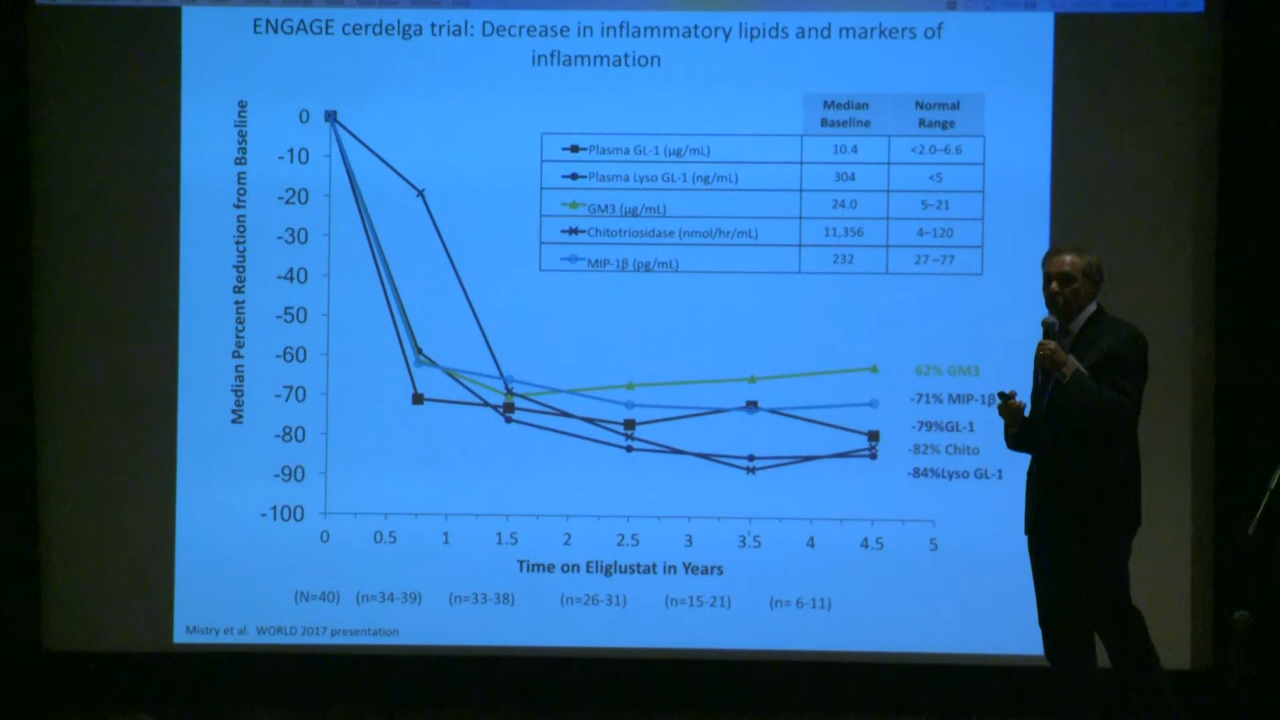 ENGAGE cerdelga trial: Decrease in inflammatory lipids and markers of
inflammation
Median Percent Reduction from Baseline
0
-10
-20
-30
-40
-50
-60
-70
-80
-90
-100
Median Baseline
Normal Range
Plasma GL-1 (µg/mL) 10.4 <2.0–6.6
Plasma Lyso GL-1 (ng/mL) 304 <5
GM3 (µg/mL) 24.0 5–21
Chitotriosidase (nmol/hr/mL) 11,356 4–120
MIP-1β (pg/mL) 232 27 –77
62% GM3
-71% MIP-1β
-79%GL-1
-82% Chito
-84%Lyso GL-1
0 0.5 1 1.5 2 2.5 3 3.5 4 4.5 5
Time on Eliglustat in Years
(N=40) (n=34-39) (n=33-38) (n=26-31) (n=15-21) (n= 6-11)
Mistry et al. WORLD 2017 presentation